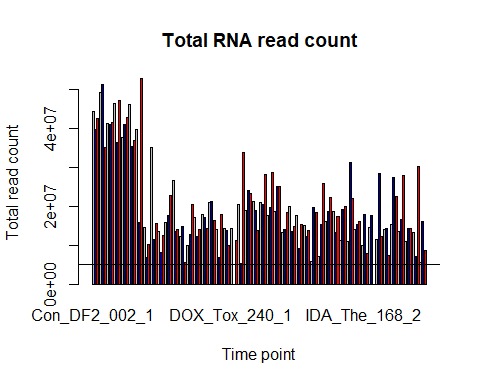 Total RNA read count
Total read count
4e+07
2e+07
0e+00
Con_DF2_002_1
DOX_Tox_240_1
IDA_The_168_2
Time point